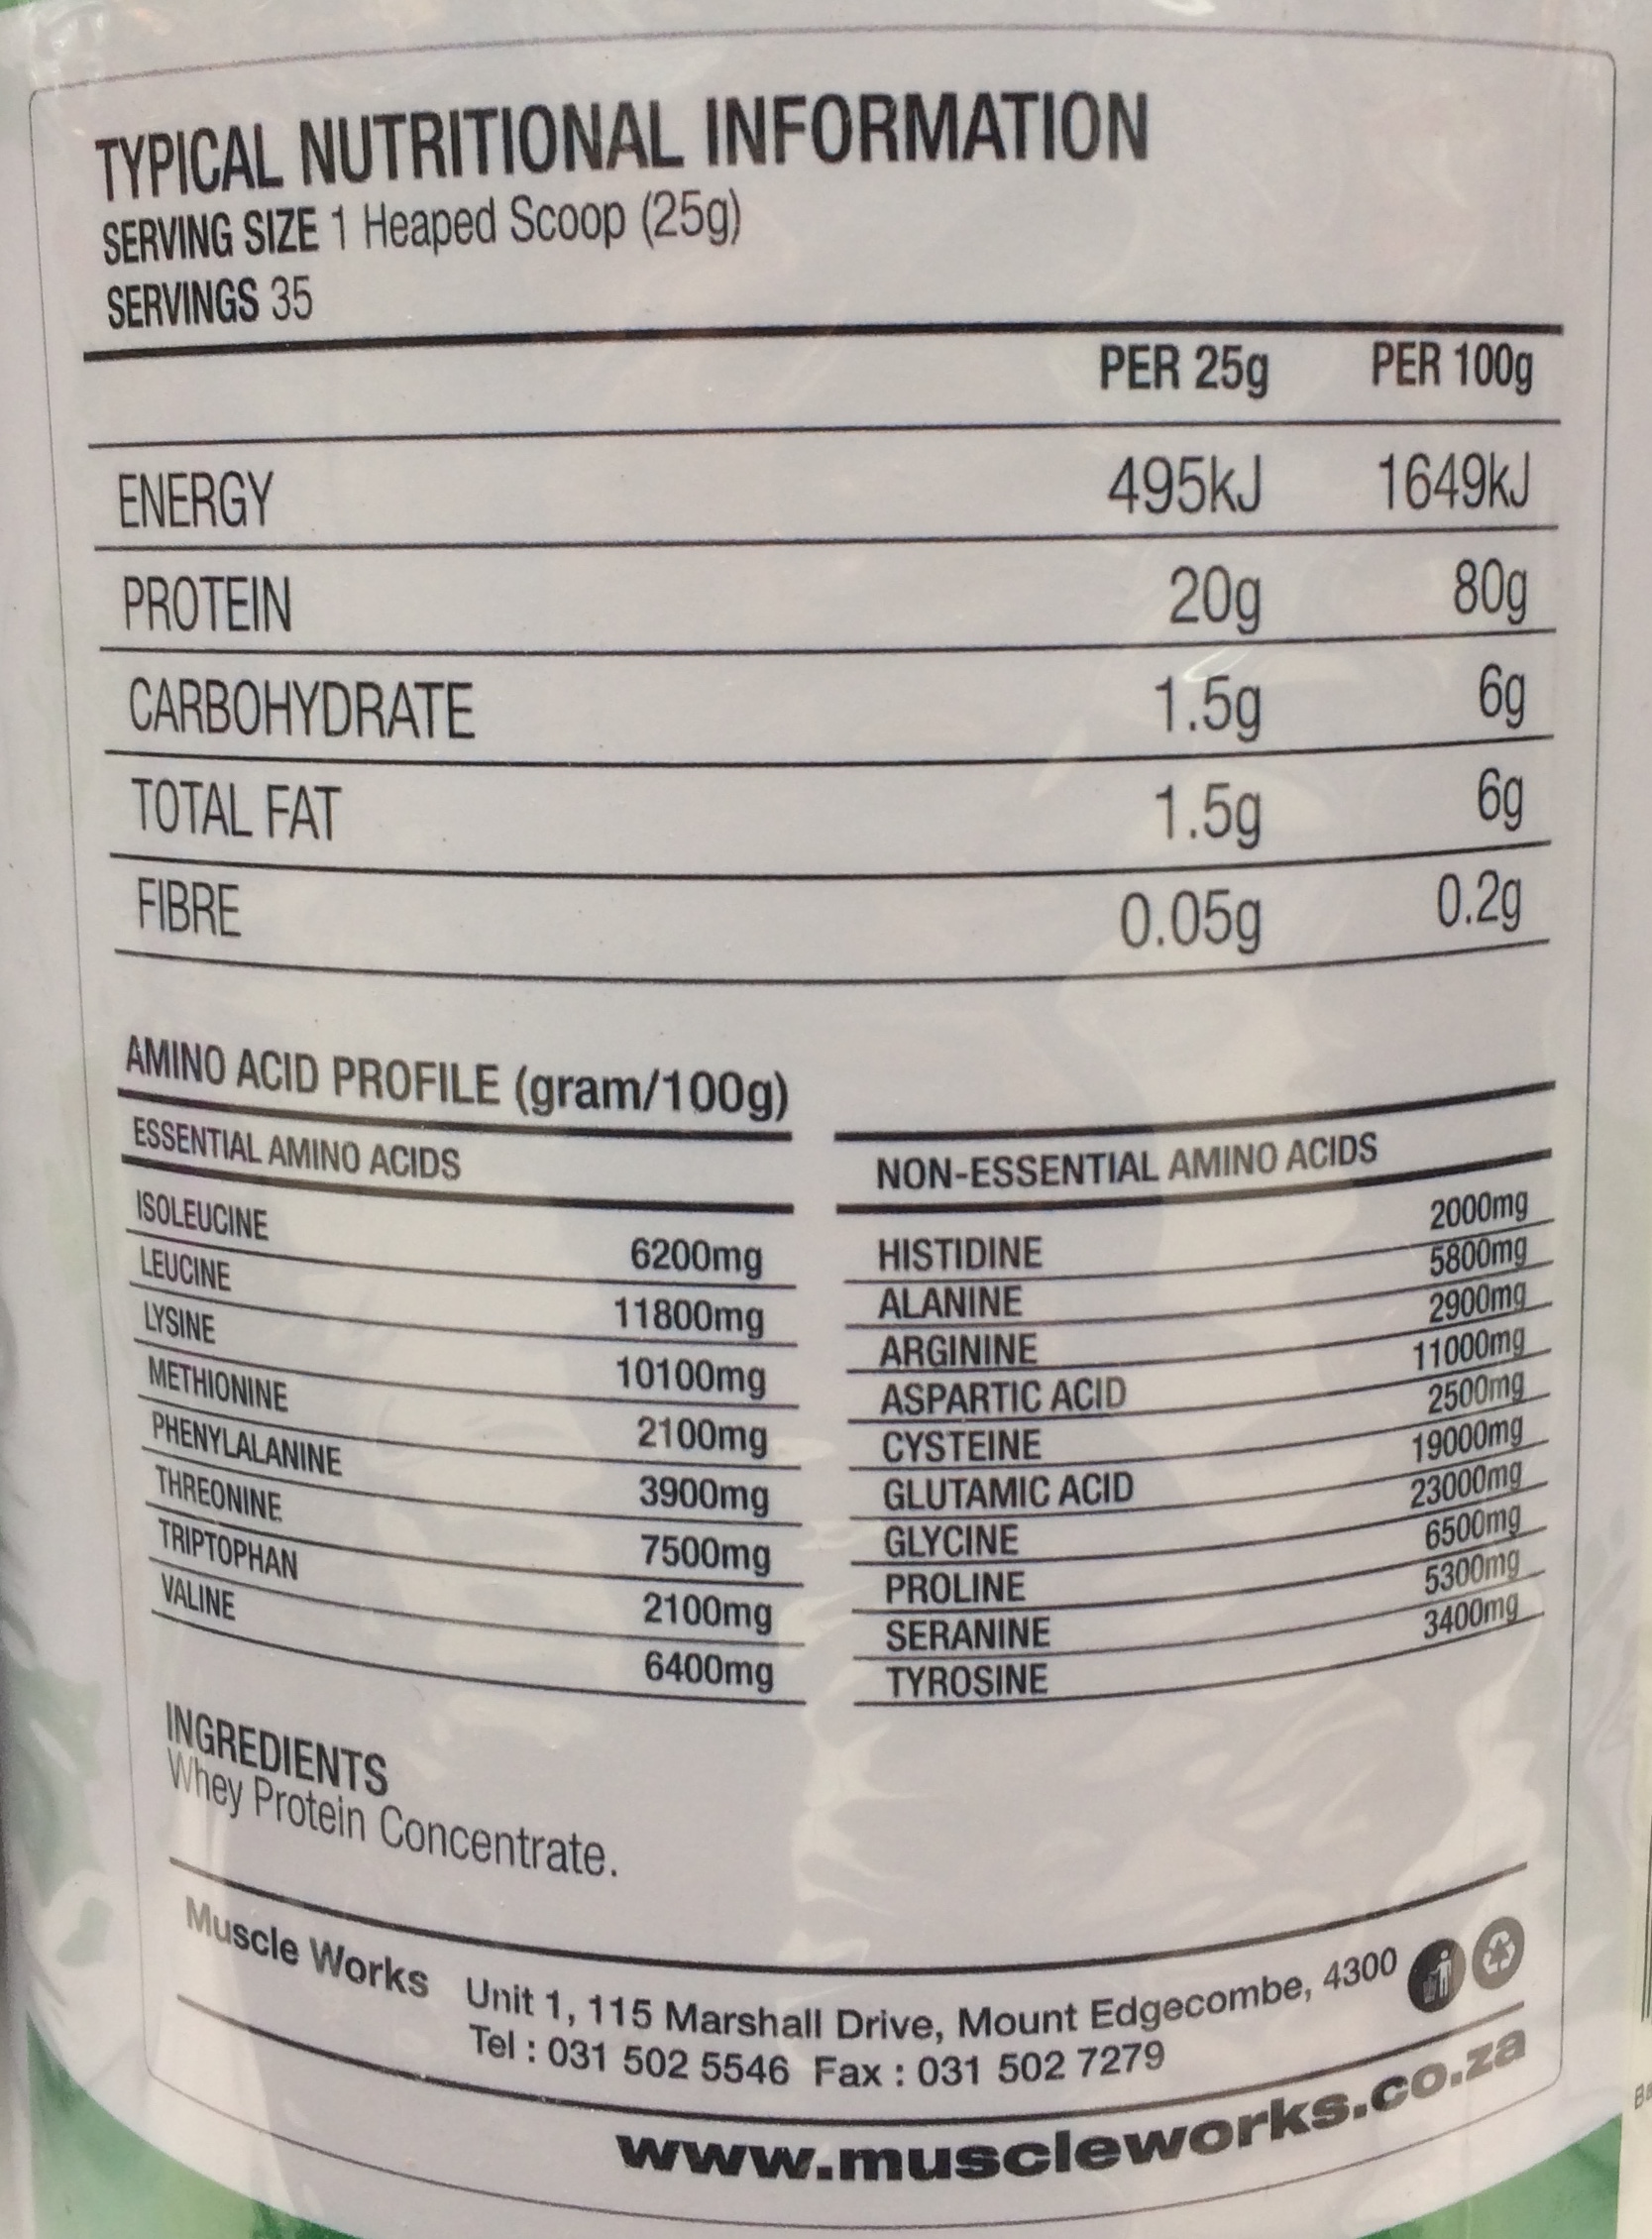 TYPICAL NUTRITIONAL INFORMATION
SERVING SIZE 1 Heaped Scoop (25g)
SERVINGS 35
PER 25g PER 100g
ENERGY 495kJ 1649kJ
PROTEIN 20g 80g
CARBOHYDRATE 1.5g 6g
TOTAL FAT 1.5g 6g
FIBRE 0.05g 0.2g
AMINO ACID PROFILE (gram/100g)
ESSENTIAL AMINO ACIDS
ISOLEUCINE 6200mg
LEUCINE 11800mg
LYSINE 10100mg
METHIONINE 2100mg
PHENYLALANINE 3900mg
THREONINE 7500mg
TRIPTOPHAN 2100mg
VALINE 6400mg
NON-ESSENTIAL AMINO ACIDS
HISTIDINE 2000mg
ALANINE 5800mg
ARGININE 2900mg
ASPARTIC ACID 11000mg
CYSTEINE 2500mg
GLUTAMIC ACID 19000mg
GLYCINE 23000mg
PROLINE 6500mg
SERANINE 5300mg
TYROSINE 3400mg
INGREDIENTS
Whey Protein Concentrate.
Muscle Works Unit 1, 115 Marshall Drive, Mount Edgecombe, 4300
Tel : 031 502 5546 Fax : 031 502 7279
www.muscleworks.co.za